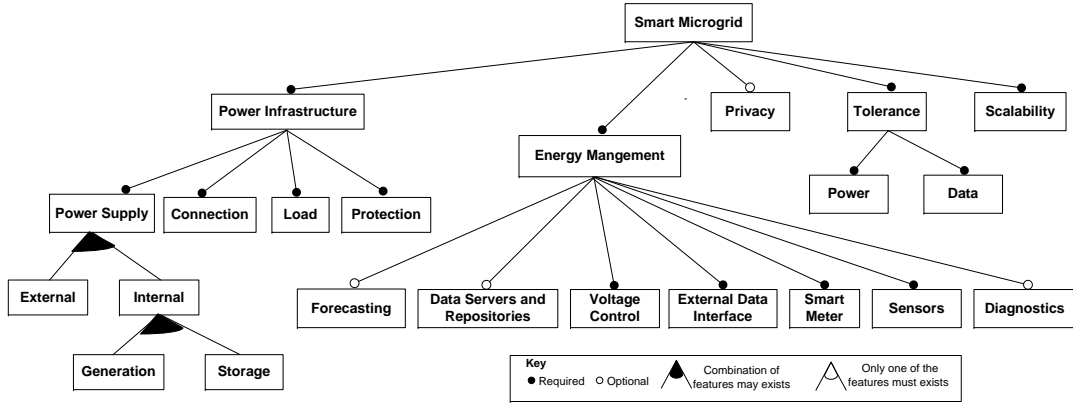 Smart Microgrid
Power Infrastructure
Privacy
Tolerance
Scalability
Energy Mangement
Power Supply
Connection
Load
Protection
Power
Data
External
Internal
Forecasting
Data Servers and
Repositories
Voltage
Control
External Data
Interface
Smart
Meter
Sensors
Diagnostics
Generation
Storage
Key
Required
Optional
Combination of
features may exists
Only one of the
features must exists